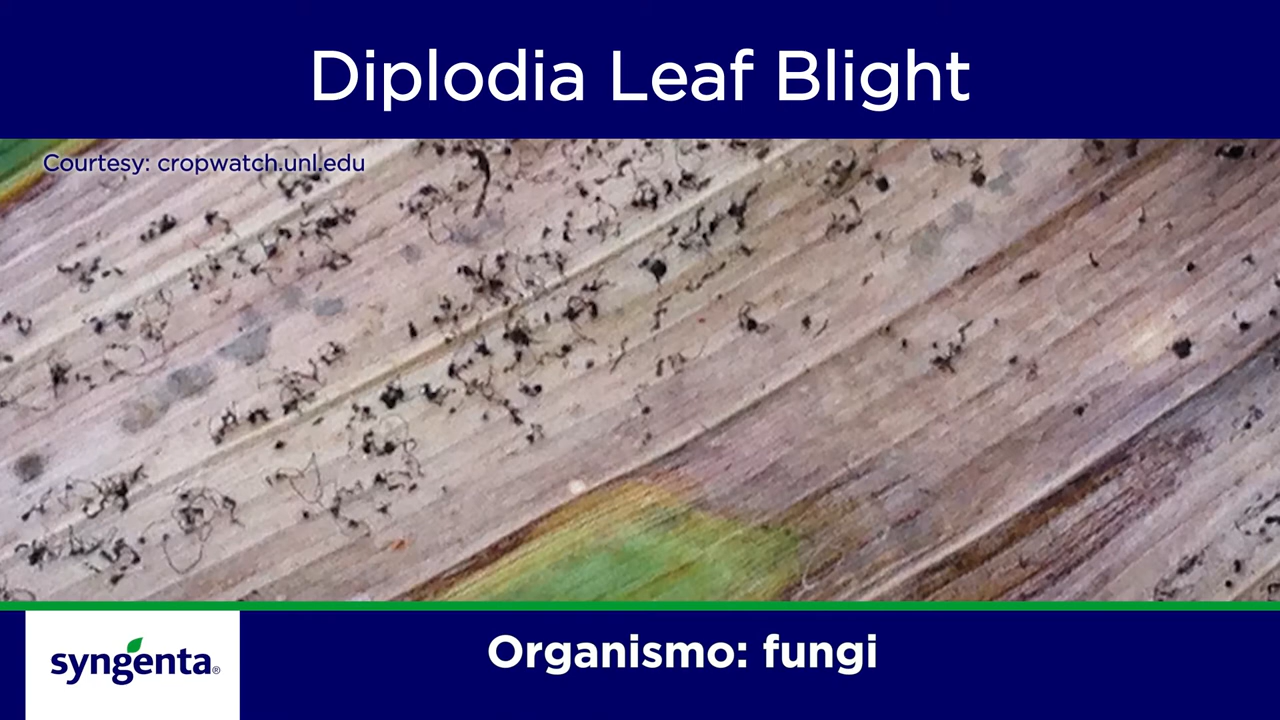 Diplodia Leaf Blight
Courtesy: cropwatch.unl.edu
syngenta®
Organismo: fungi